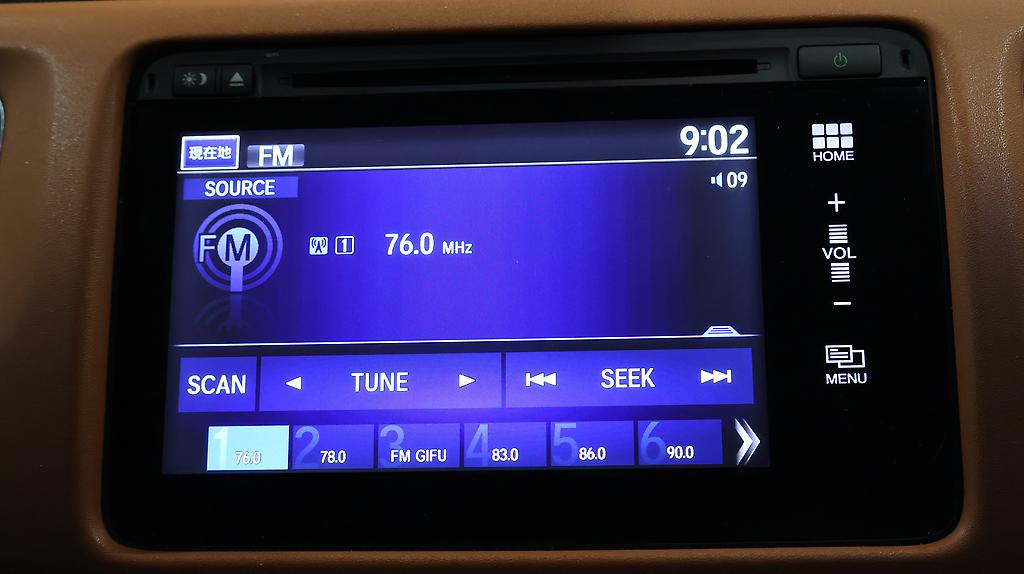 現在地 FM 9:02
SOURCE 09
FM 1 76.0 MHz
SCAN TUNE SEEK
1 76.0 2 78.0 3 FM GIFU 4 83.0 5 86.0 6 90.0
HOME
+
VOL
−
MENU